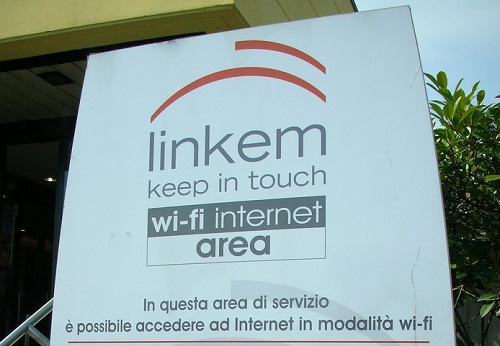 linkem
keep in touch
wi-fi internet
area
In questa area di servizio
è possibile accedere ad Internet in modalità wi-fi